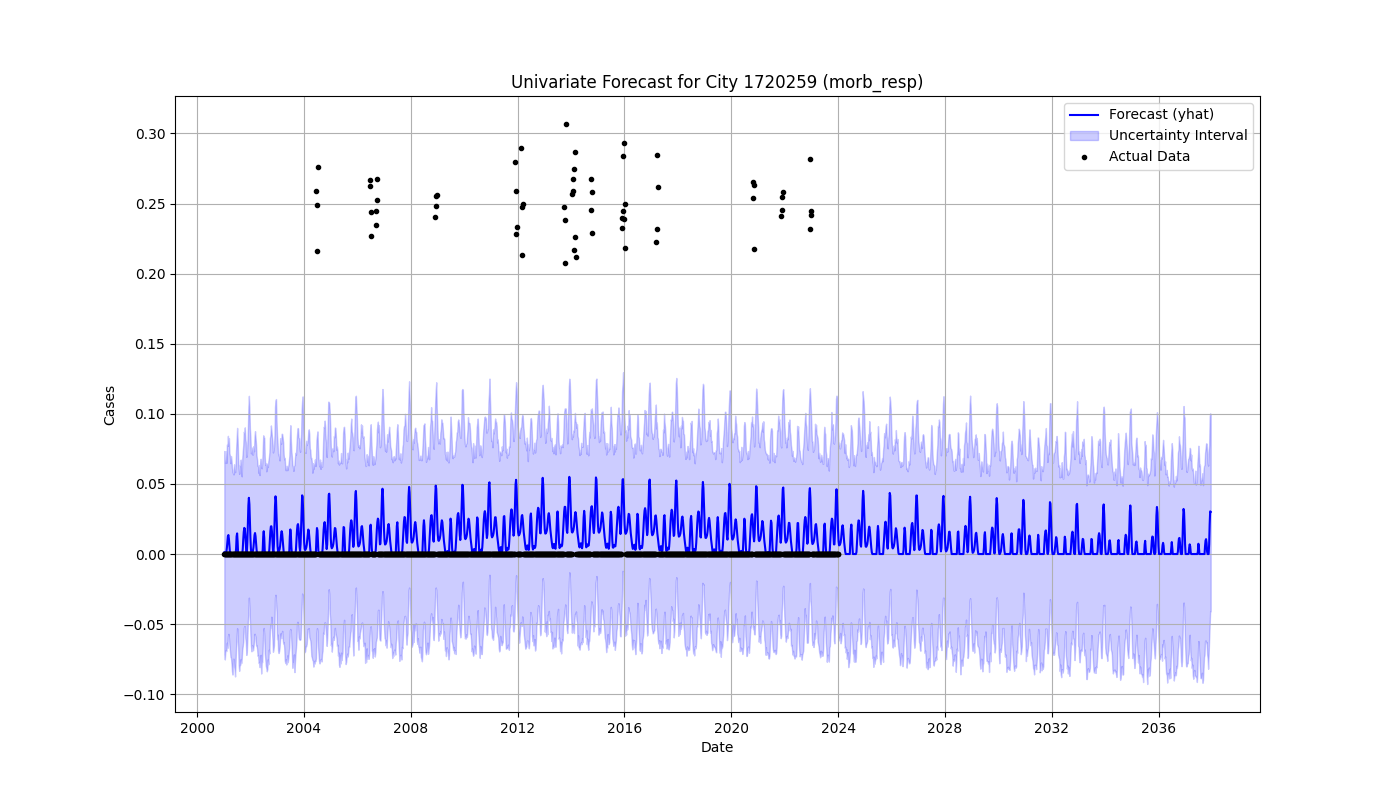 Univariate Forecast for City 1720259 (morb_resp)
Forecast (yhat)
Uncertainty Interval
Actual Data
Cases
0.30
0.25
0.20
0.15
0.10
0.05
0.00
−0.05
−0.10
2000 2004 2008 2012 2016 2020 2024 2028 2032 2036
Date